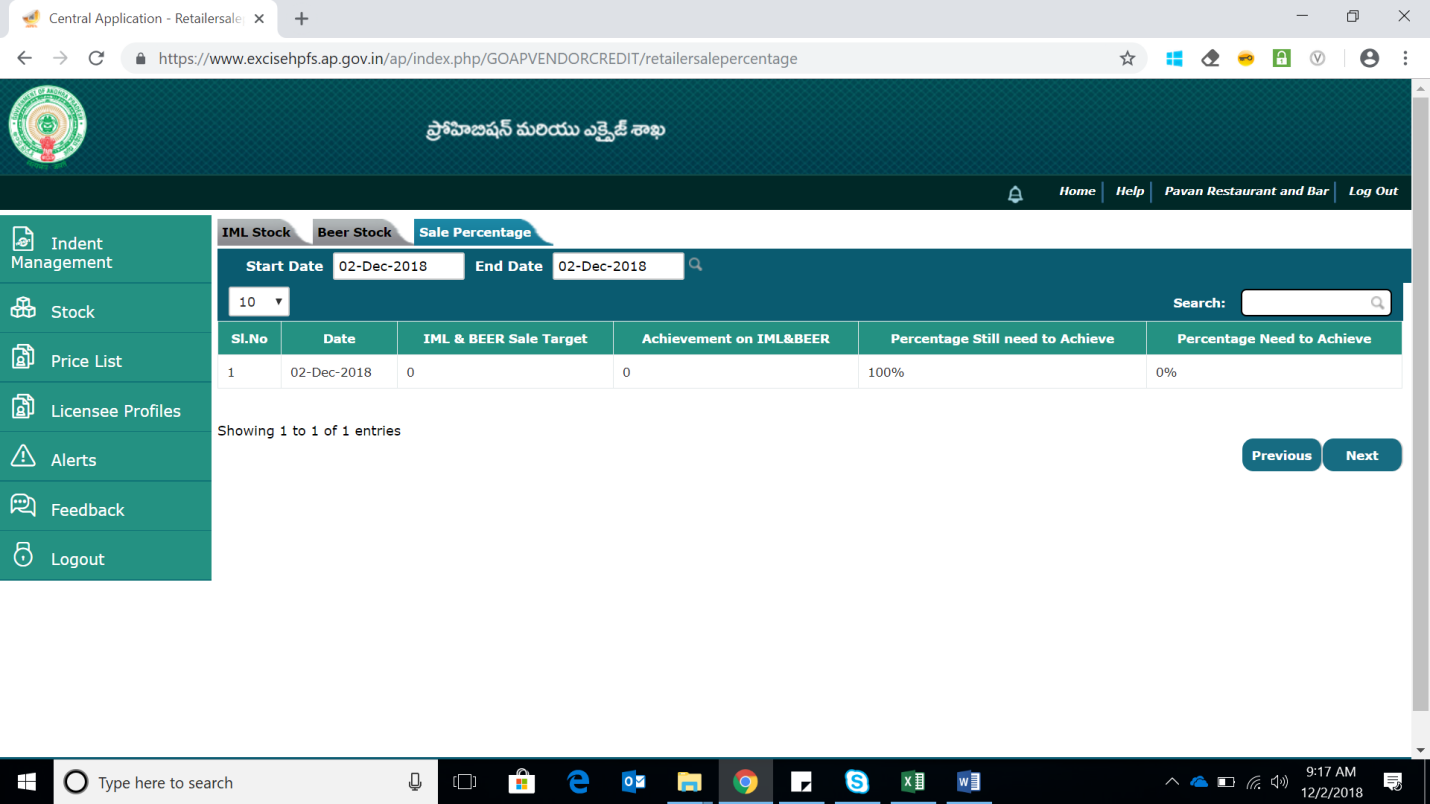 Central Application - Retailersale
https://www.excisehpfs.ap.gov.in/ap/index.php/GOAPVENDORCREDIT/retailersalepercentage
ప్రోహిబిషన్ మరియు ఎక్సైజ్ శాఖ
Home Help Pavan Restaurant and Bar Log Out
Indent Management
Stock
Price List
Licensee Profiles
Alerts
Feedback
Logout
IML Stock Beer Stock Sale Percentage
Start Date 02-Dec-2018 End Date 02-Dec-2018
10 Search:
Sl.No Date IML & BEER Sale Target Achievement on IML&BEER Percentage Still need to Achieve Percentage Need to Achieve
1 02-Dec-2018 0 0 100% 0%
Showing 1 to 1 of 1 entries
Previous Next
Type here to search
9:17 AM
12/2/2018